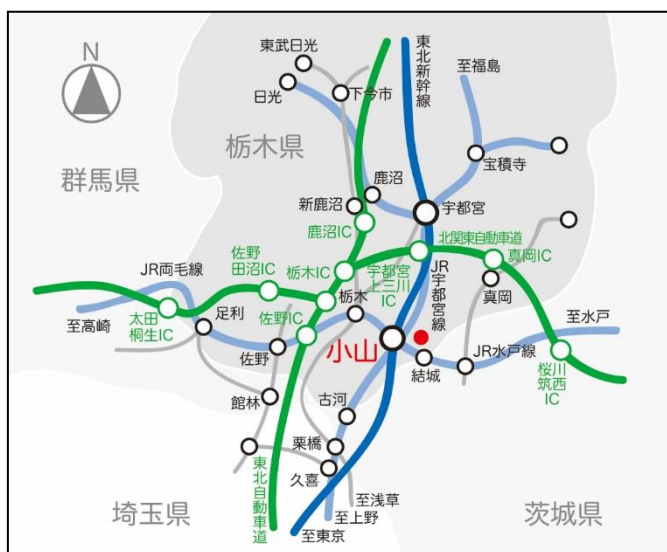 N
東武日光
日光
下今市
東北新幹線
至福島
栃木県
群馬県
鹿沼
新鹿沼
鹿沼IC
宝積寺
宇都宮
北関東自動車道
真岡IC
真岡
佐野
田沼IC
栃木IC
宇都宮
上三川
IC
JR宇都宮線
JR両毛線
至高崎
太田
桐生IC
足利
佐野IC
栃木
佐野
小山
結城
JR水戸線
至水戸
桜川
筑西
IC
館林
古河
栗橋
久喜
東北自動車道
至浅草
至上野
至東京
埼玉県
茨城県